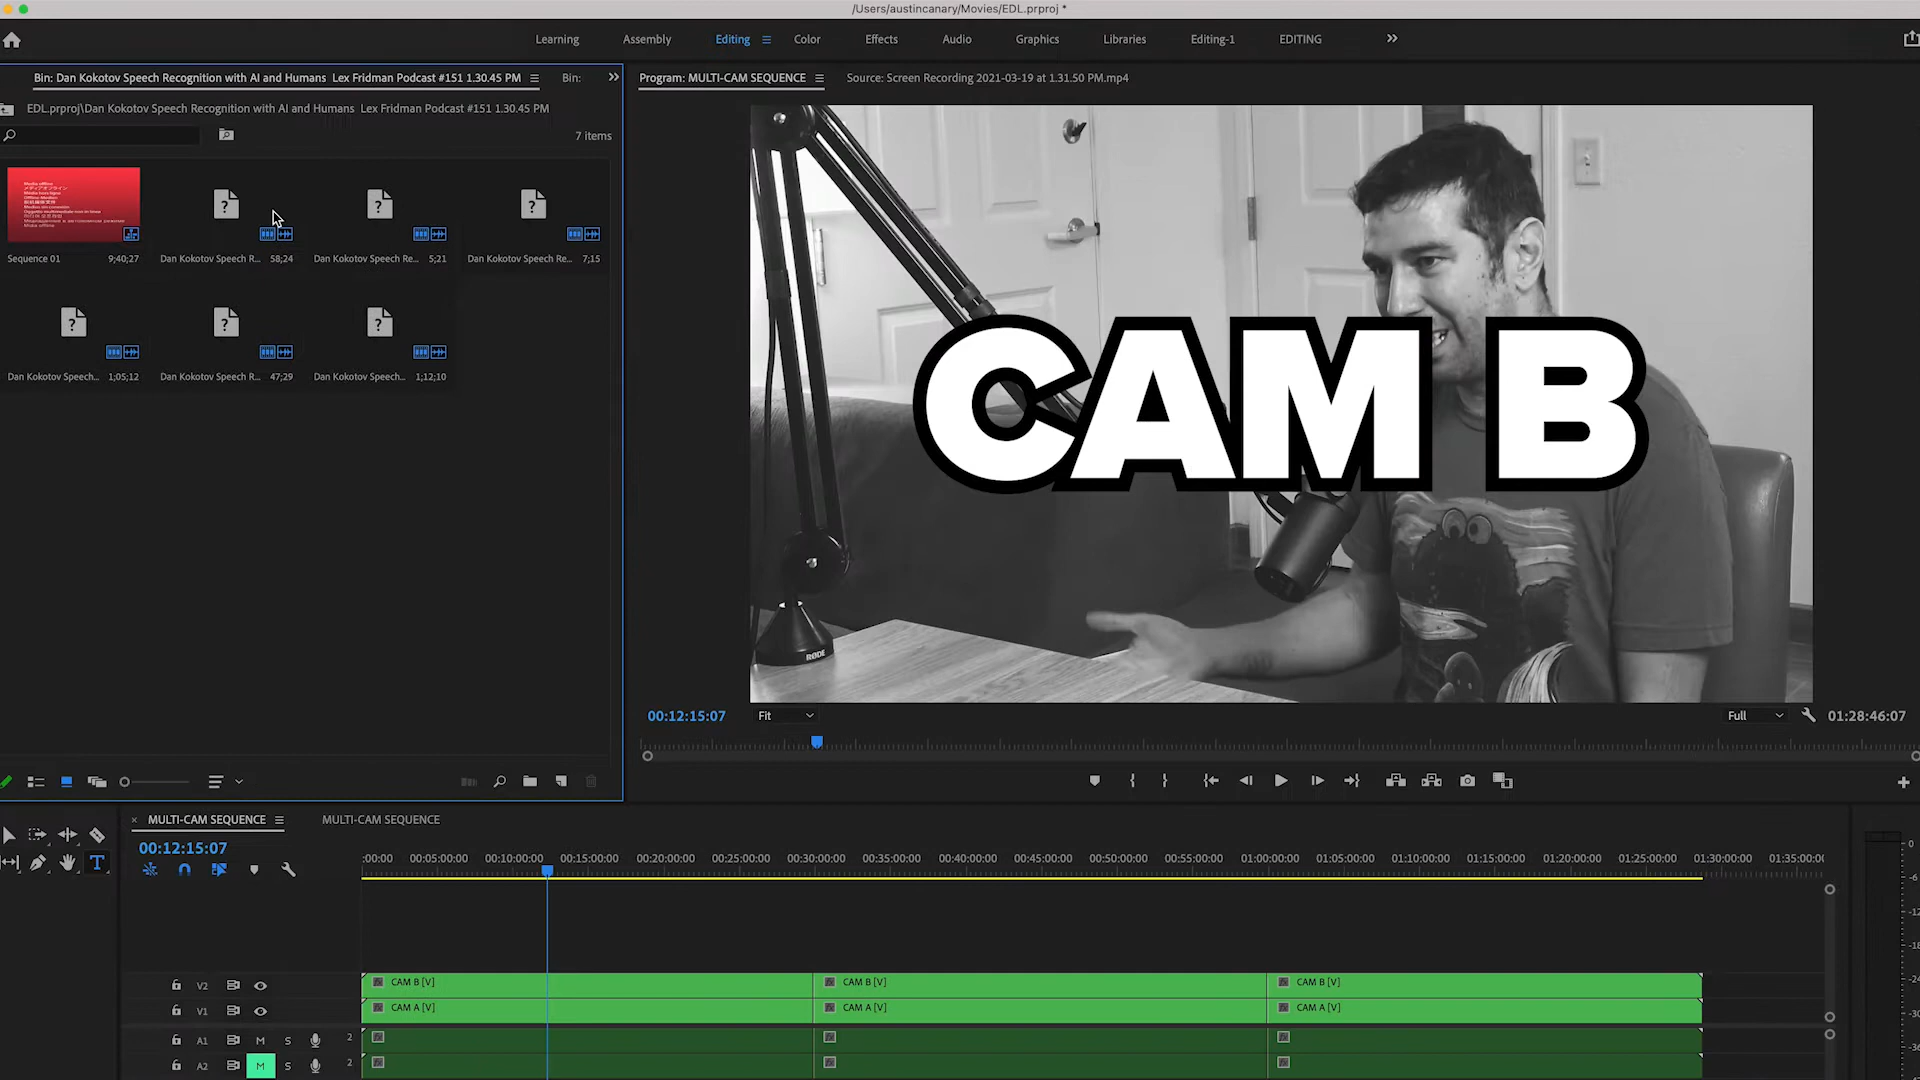 /Users/austincanary/Movies/EDL.prproj *
Learning
Assembly
Editing
Color
Effects
Audio
Graphics
Libraries
Editing-1
EDITING
Bin: Dan Kokotov Speech Recognition with AI and Humans Lex Fridman Podcast #151 1.30.45 PM
Bin:
EDL.prproj\Dan Kokotov Speech Recognition with AI and Humans Lex Fridman Podcast #151 1.30.45 PM
7 items
Sequence 01 9;40;27
Dan Kokotov Speech R... 58;24
Dan Kokotov Speech Re... 5;21
Dan Kokotov Speech Re... 7;15
Dan Kokotov Speech... 1;05;12
Dan Kokotov Speech R... 47;29
Dan Kokotov Speech... 1;12;10
Program: MULTI-CAM SEQUENCE
Source: Screen Recording 2021-03-19 at 1.31.50 PM.mp4
CAM B
RØDE
00:12:15:07
Fit
Full
01:28:46:07
MULTI-CAM SEQUENCE
MULTI-CAM SEQUENCE
00:12:15:07
:00:00 00:05:00:00 00:10:00:00 00:15:00:00 00:20:00:00 00:25:00:00 00:30:00:00 00:35:00:00 00:40:00:00 00:45:00:00 00:50:00:00 00:55:00:00 01:00:00:00 01:05:00:00 01:10:00:00 01:15:00:00 01:20:00:00 01:25:00:00 01:30:00:00 01:35:00:0
V2
CAM B [V]
CAM B [V]
CAM B [V]
V1
CAM A [V]
CAM A [V]
CAM A [V]
A1 M S 2
A2 M S 2
0
-6
-12
-18
-24
-30
-36